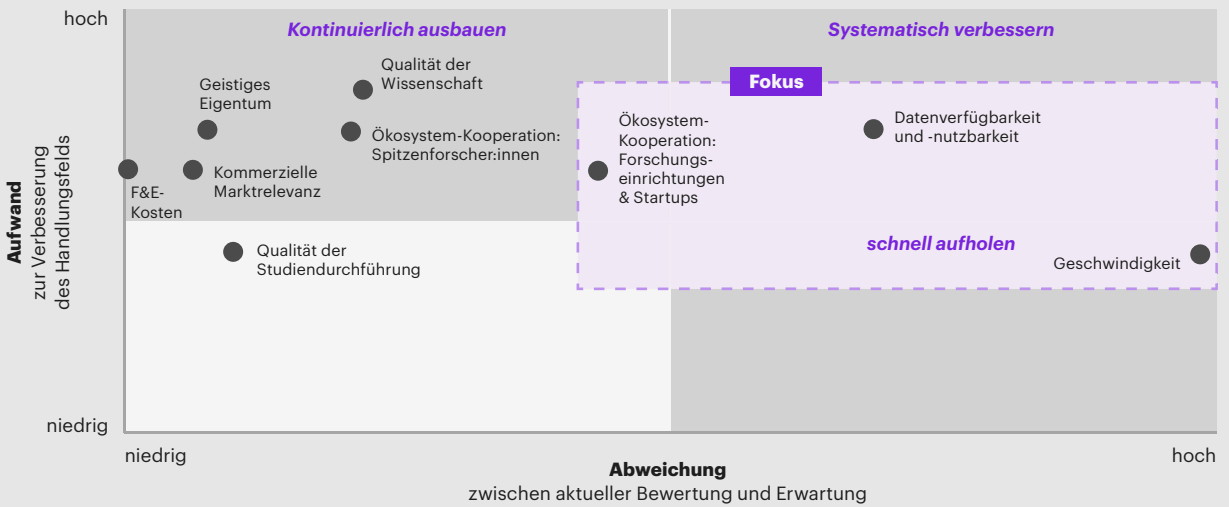 hoch
Kontinuierlich ausbauen
Systematisch verbessern
Fokus
Qualität der
Wissenschaft
Geistiges
Eigentum
Ökosystem-Kooperation:
Spitzenforscher:innen
Kommerzielle
Marktrelevanz
F&E-
Kosten
Ökosystem-
Kooperation:
Forschungs-
einrichtungen
& Startups
Datenverfügbarkeit
und -nutzbarkeit
schnell aufholen
Geschwindigkeit
Qualität der
Studiendurchführung
Aufwand
zur Verbesserung
des Handlungsfelds
niedrig
niedrig
hoch
Abweichung
zwischen aktueller Bewertung und Erwartung